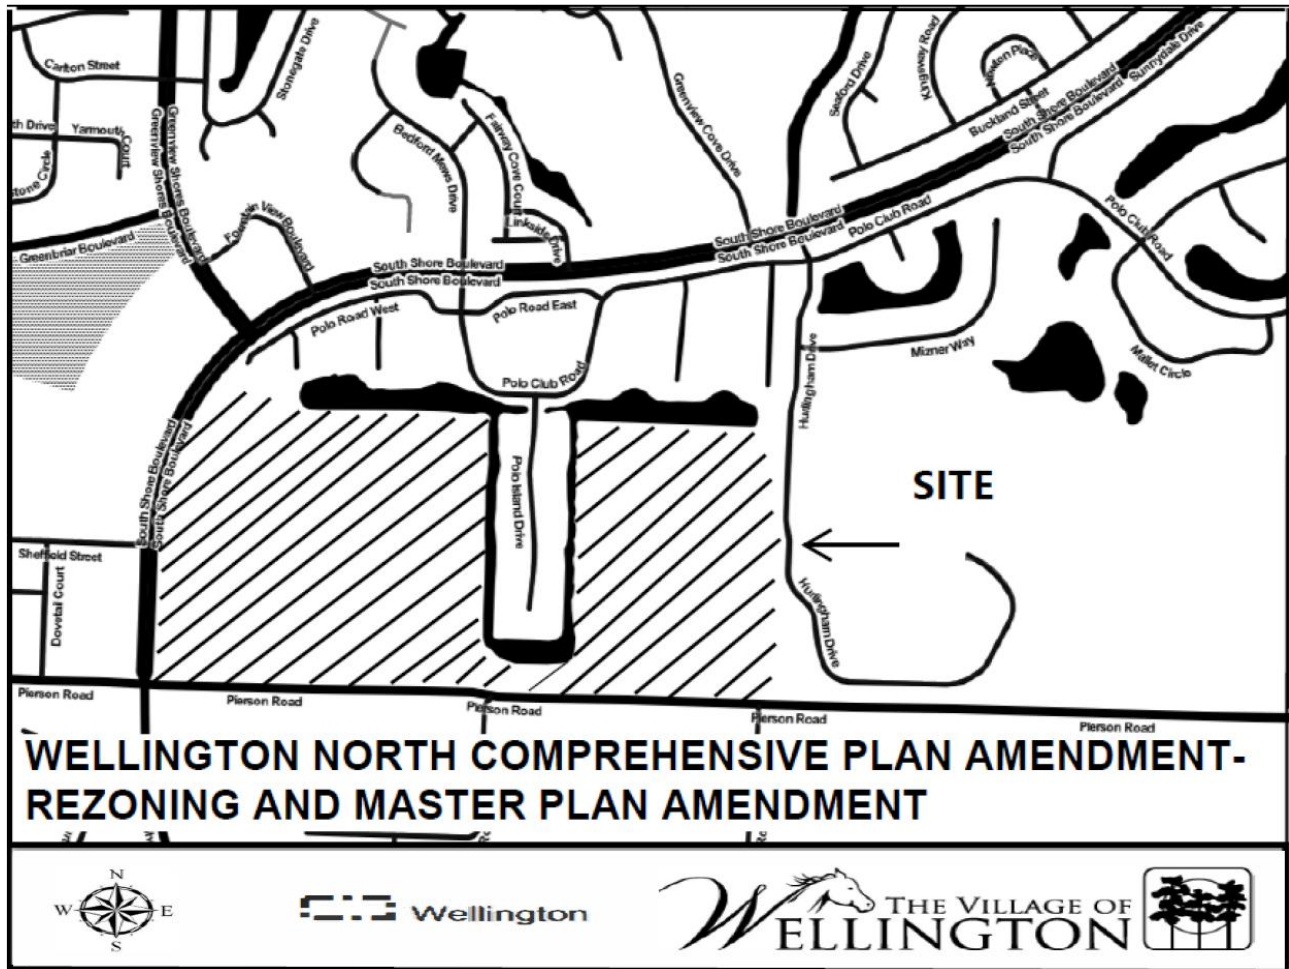 Carlton Street
Stonegate Drive
th Drive
Yarmouth Court
stone Circle
Greenview Shores Boulevard
Greenview Shores Boulevard
Greenbriar Boulevard
Fountain View Boulevard
Bedford Mews Drive
Fairway Cove Court
Linkside Drive
Greenview Cove Drive
Seaford Drive
Kingsway Road
Newton Place
Buckland Street
South Shore Boulevard
South Shore Boulevard
Sunnydale Drive
South Shore Boulevard
South Shore Boulevard
Polo Club Road
Polo Club Road
South Shore Boulevard
South Shore Boulevard
Polo Road West
Polo Road East
Polo Club Road
Hurlingham Drive
Mizner Way
Mallet Circle
South Shore Boulevard
South Shore Boulevard
Polo Island Drive
SITE
Sheffield Street
Dovetail Court
Hurlingham Drive
Pierson Road
Pierson Road
Pierson Road
Pierson Road
Pierson Road
WELLINGTON NORTH COMPREHENSIVE PLAN AMENDMENT-
REZONING AND MASTER PLAN AMENDMENT
N
W E
S
Wellington
THE VILLAGE OF
WELLINGTON